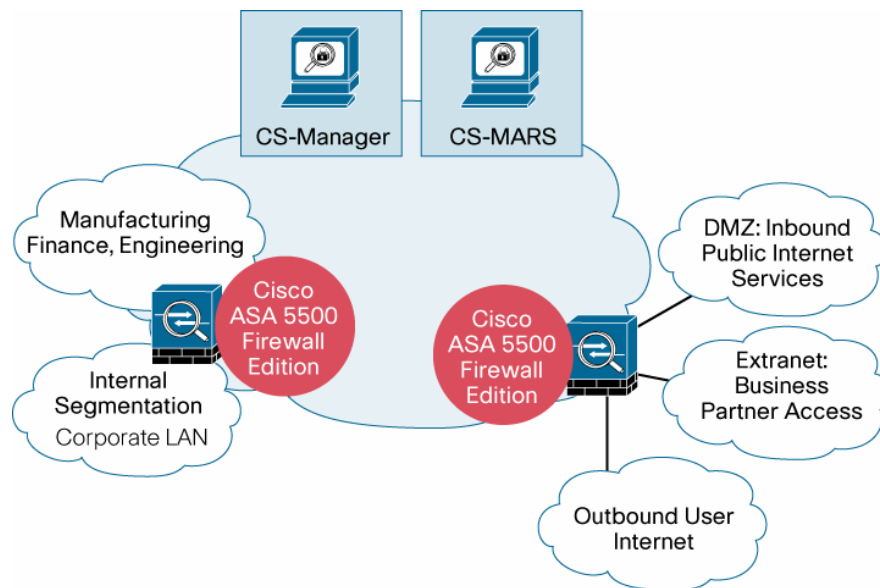 CS-Manager
CS-MARS
Manufacturing
Finance, Engineering
Cisco
ASA 5500
Firewall
Edition
Internal
Segmentation
Corporate LAN
Cisco
ASA 5500
Firewall
Edition
DMZ: Inbound
Public Internet
Services
Extranet:
Business
Partner Access
Outbound User
Internet